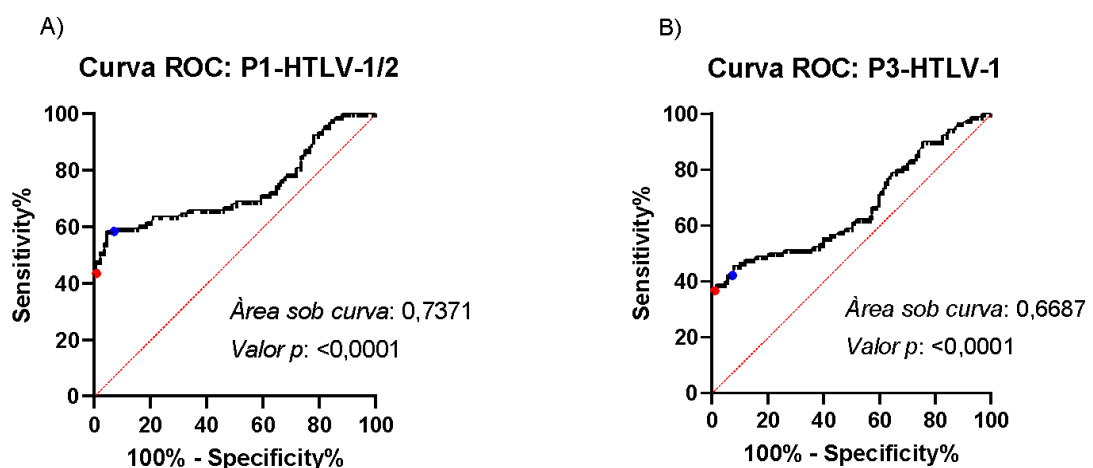 A)
Curva ROC: P1-HTLV-1/2
100
80
60
40
20
0
Sensitivity%
Àrea sob curva: 0,7371
Valor p: <0,0001
0 20 40 60 80 100
100% - Specificity%
B)
Curva ROC: P3-HTLV-1
100
80
60
40
20
0
Sensitivity%
Àrea sob curva: 0,6687
Valor p: <0,0001
0 20 40 60 80 100
100% - Specificity%